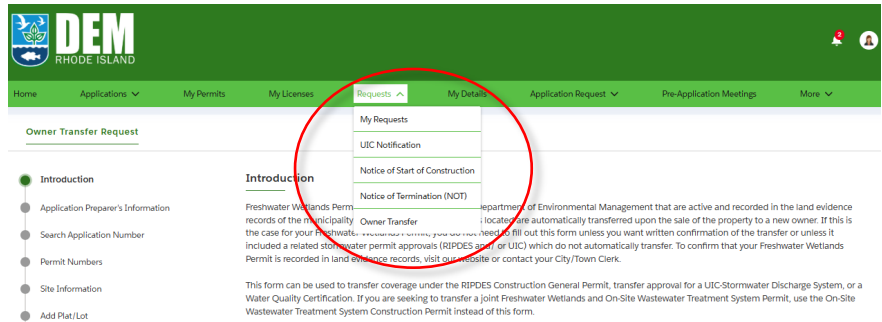 DEM
RHODE ISLAND
2
Home Applications My Permits My Licenses Requests My Details Application Request Pre-Application Meetings More
Owner Transfer Request
My Requests
UIC Notification
Notice of Start of Construction
Notice of Termination (NOT)
Owner Transfer
Introduction
Application Preparer's Information
Search Application Number
Permit Numbers
Site Information
Add Plat/Lot
Introduction
Freshwater Wetlands Perm epartment of Environmental Management that are active and recorded in the land evidence
records of the municipality s located are automatically transferred upon the sale of the property to a new owner. If this is
the case for your Freshwater Wetlands Permit, you do not need to fill out this form unless you want written confirmation of the transfer or unless it
included a related stormwater permit approvals (RIPDES and/ or UIC) which do not automatically transfer. To confirm that your Freshwater Wetlands
Permit is recorded in land evidence records, visit our website or contact your City/Town Clerk.
This form can be used to transfer coverage under the RIPDES Construction General Permit, transfer approval for a UIC-Stormwater Discharge System, or a
Water Quality Certification. If you are seeking to transfer a joint Freshwater Wetlands and On-Site Wastewater Treatment System Permit, use the On-Site
Wastewater Treatment System Construction Permit instead of this form.